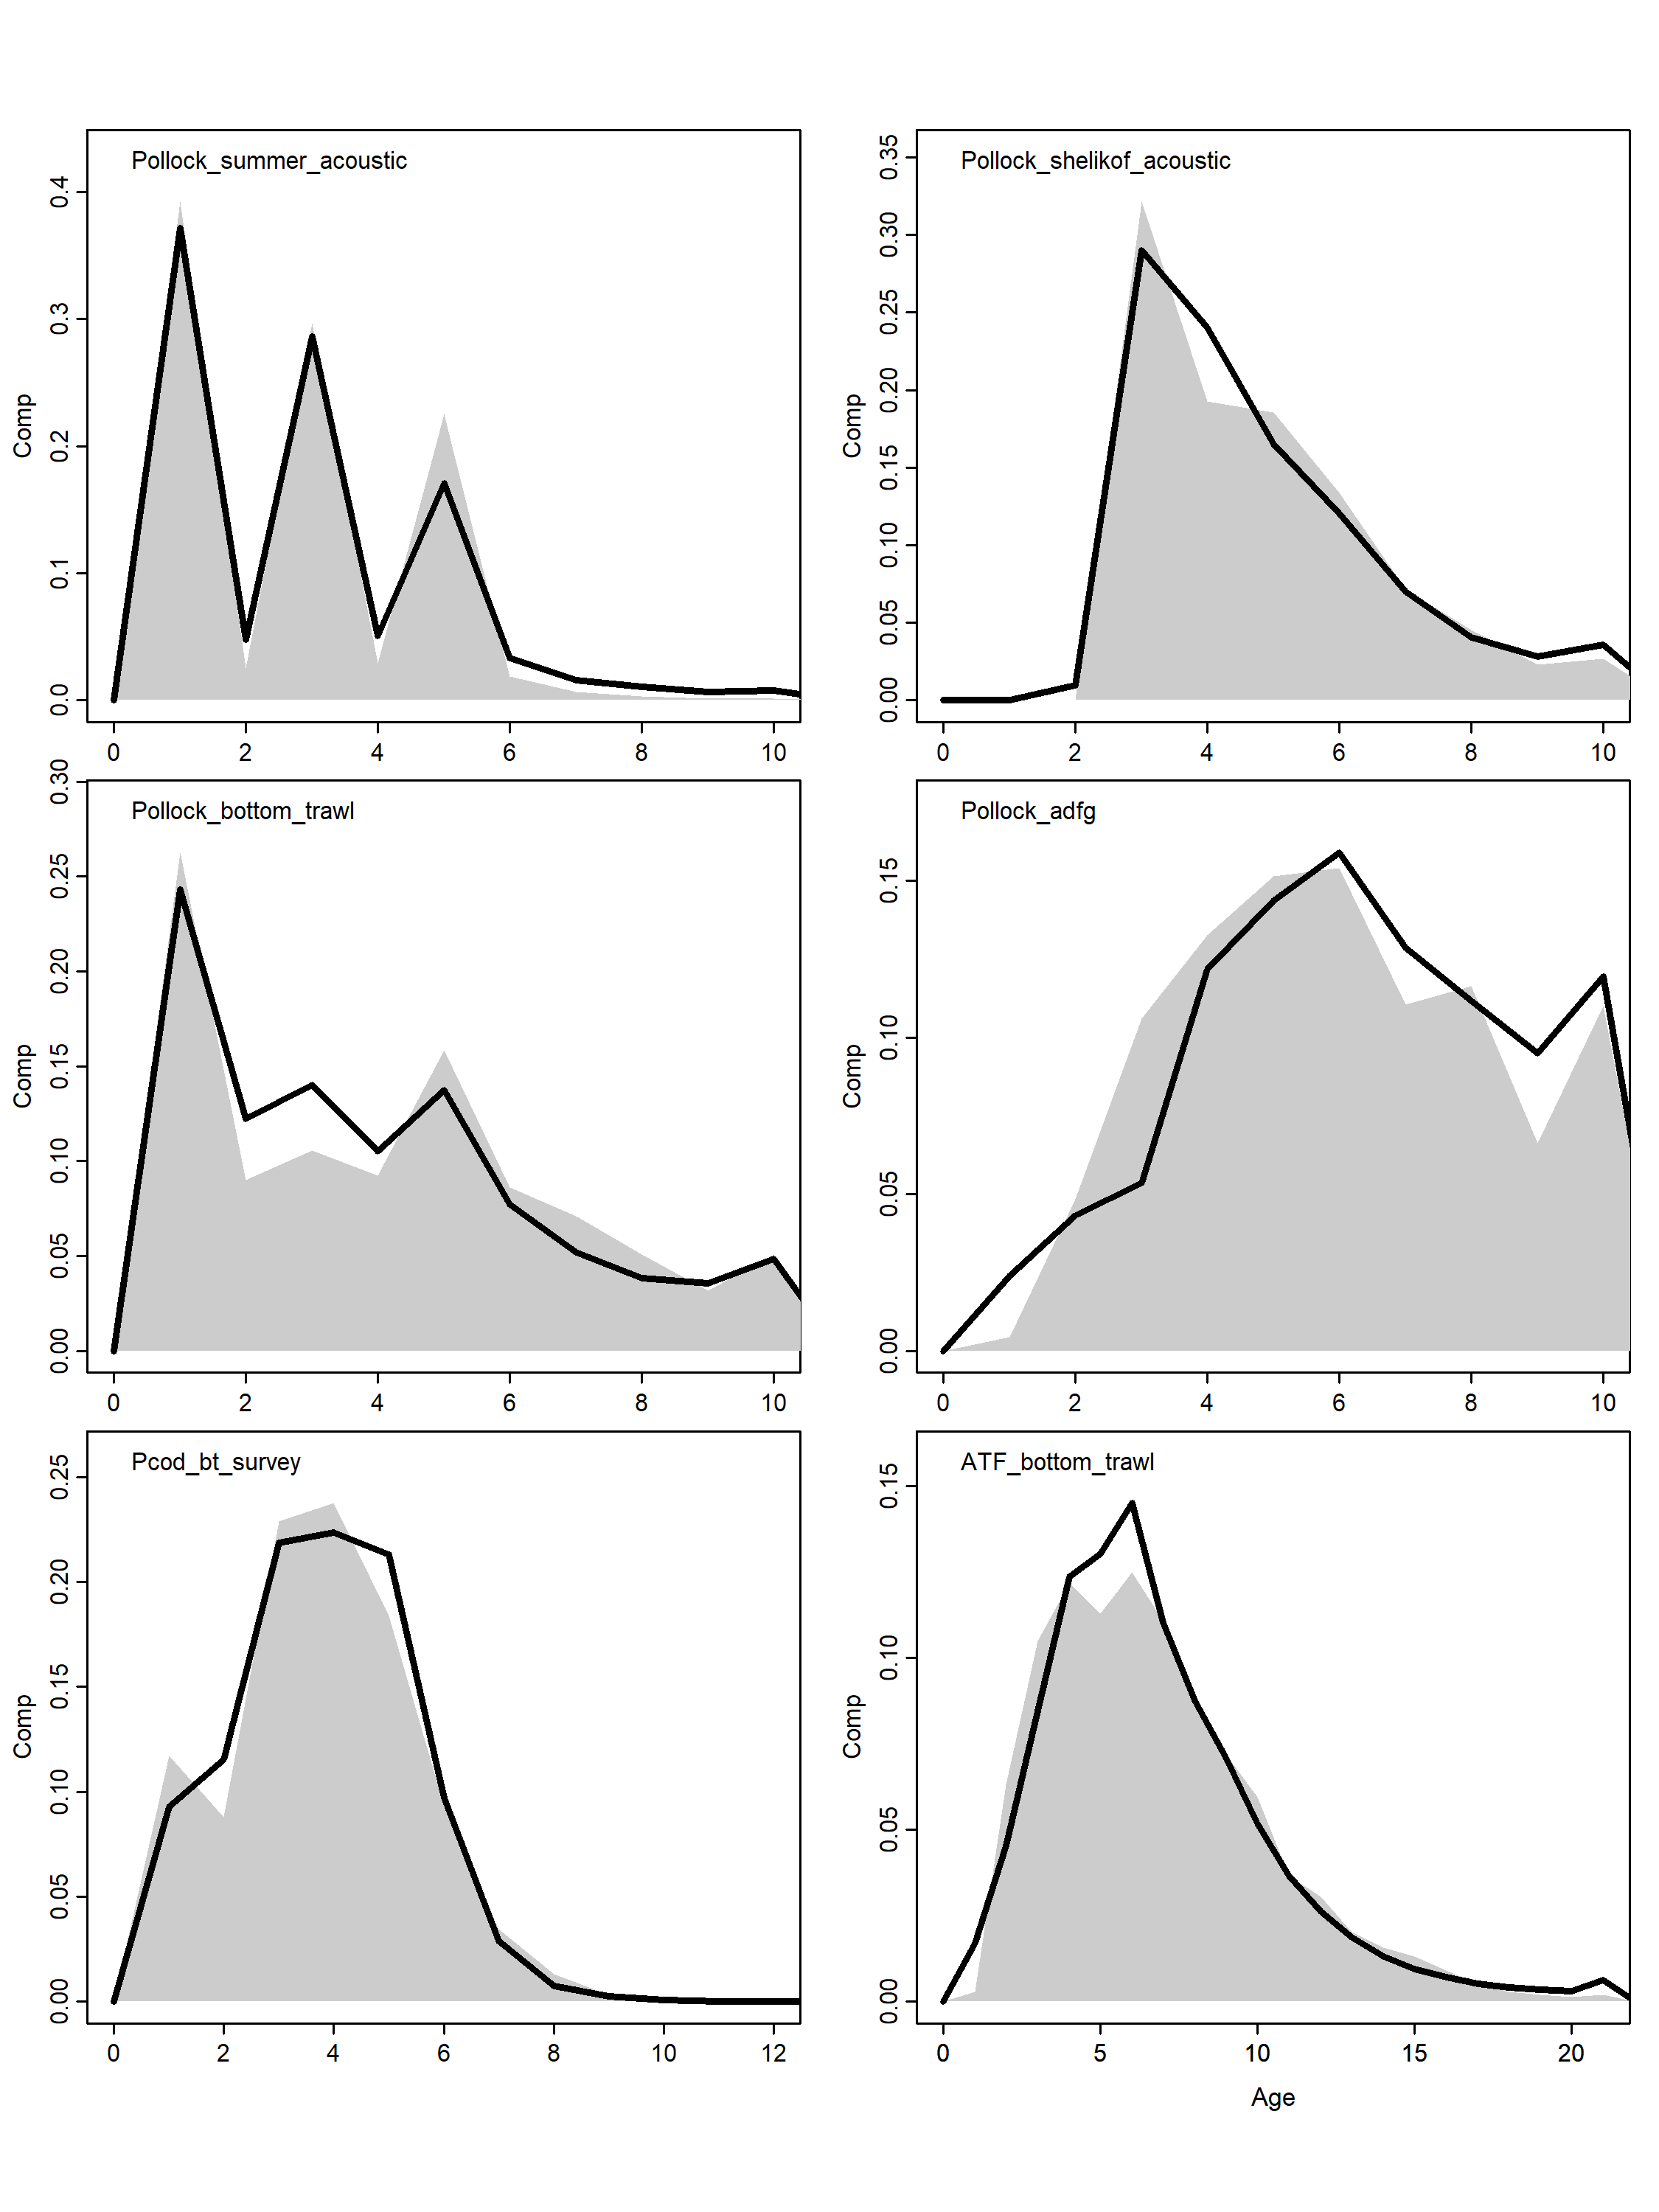 Pollock_summer_acoustic
Comp
0.0 0.1 0.2 0.3 0.4
0 2 4 6 8 10
Pollock_shelikof_acoustic
Comp
0.00 0.05 0.10 0.15 0.20 0.25 0.30 0.35
0 2 4 6 8 10
Pollock_bottom_trawl
Comp
0.00 0.05 0.10 0.15 0.20 0.25 0.30
0 2 4 6 8 10
Pollock_adfg
Comp
0.00 0.05 0.10 0.15
0 2 4 6 8 10
Pcod_bt_survey
Comp
0.00 0.05 0.10 0.15 0.20 0.25
0 2 4 6 8 10 12
ATF_bottom_trawl
Comp
0.00 0.05 0.10 0.15
0 5 10 15 20
Age